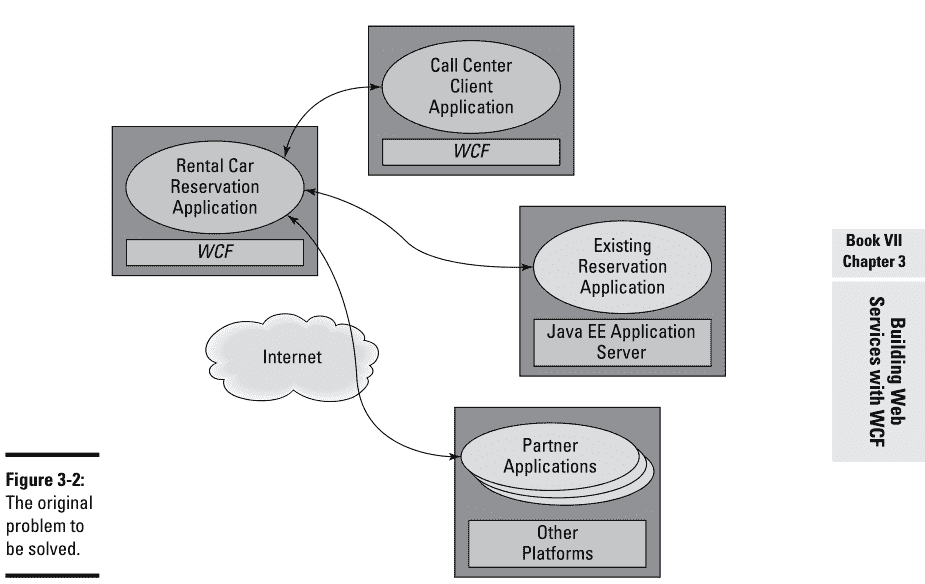 Call Center
Client
Application
WCF
Rental Car
Reservation
Application
WCF
Existing
Reservation
Application
Java EE Application
Server
Internet
Partner
Applications
Other
Platforms
Book VII
Chapter 3
Building Web
Services with WCF
Figure 3-2:
The original
problem to
be solved.